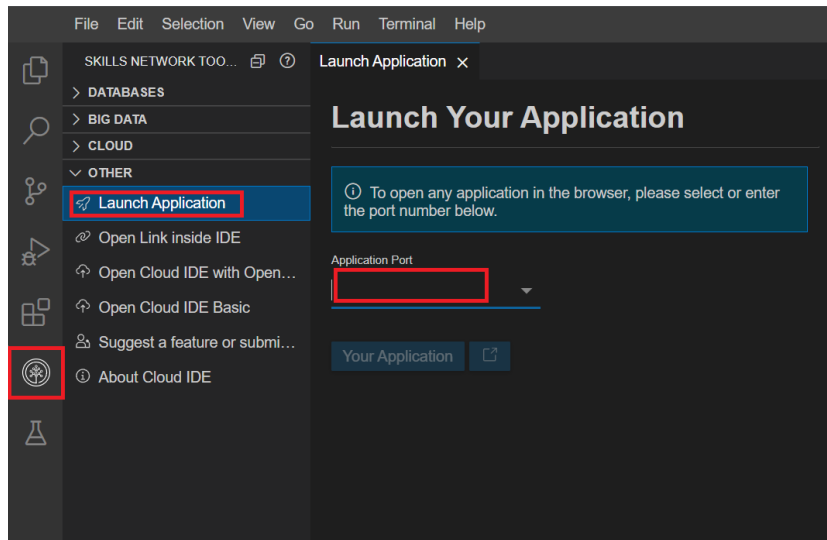 File Edit Selection View Go Run Terminal Help
SKILLS NETWORK TOO...
DATABASES
BIG DATA
CLOUD
OTHER
Launch Application
Open Link inside IDE
Open Cloud IDE with Open...
Open Cloud IDE Basic
Suggest a feature or submi...
About Cloud IDE
Launch Application
Launch Your Application
To open any application in the browser, please select or enter
the port number below.
Application Port
Your Application